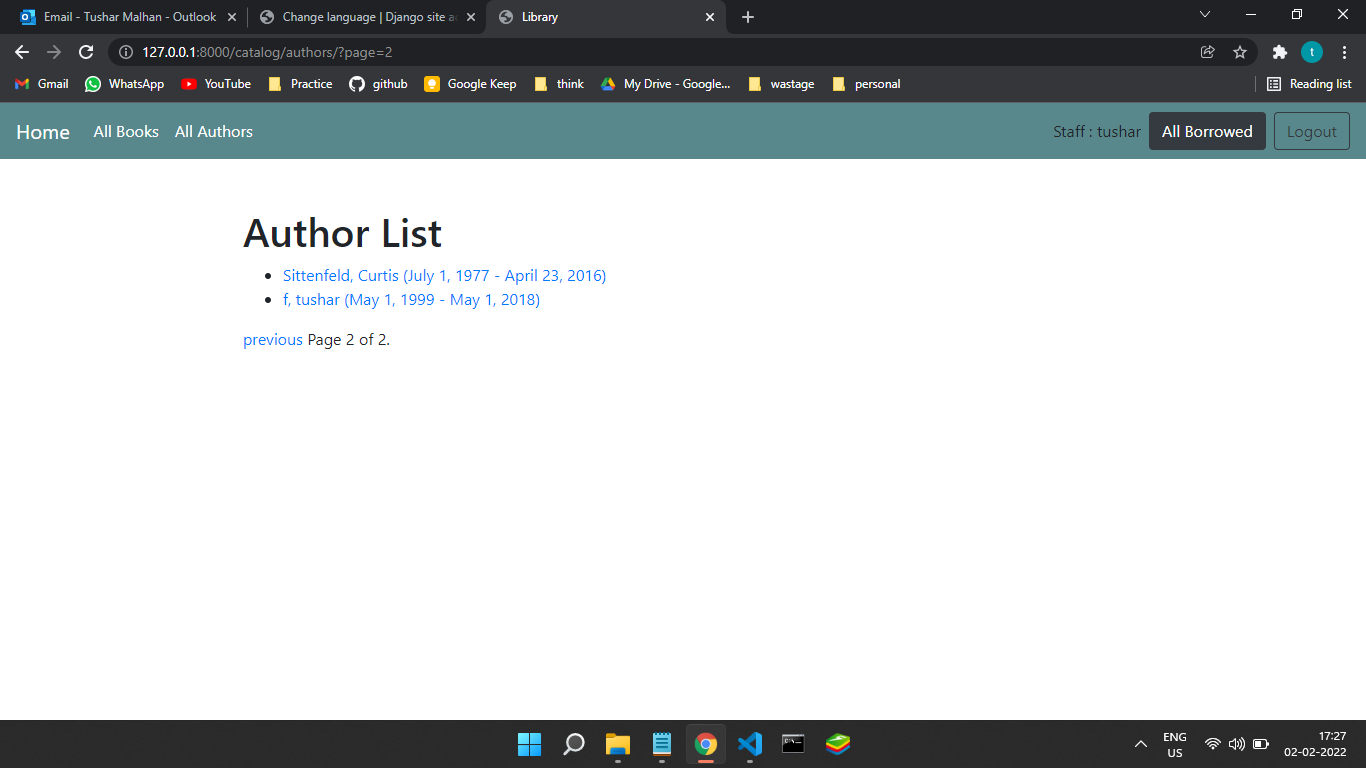 Email - Tushar Malhan - Outlook
Change language | Django site ad
Library
127.0.0.1:8000/catalog/authors/?page=2
t
Gmail WhatsApp YouTube Practice github Google Keep think My Drive - Google... wastage personal Reading list
Home All Books All Authors Staff : tushar All Borrowed Logout
Author List
Sittenfeld, Curtis (July 1, 1977 - April 23, 2016)
f, tushar (May 1, 1999 - May 1, 2018)
previous Page 2 of 2.
ENG
US
17:27
02-02-2022